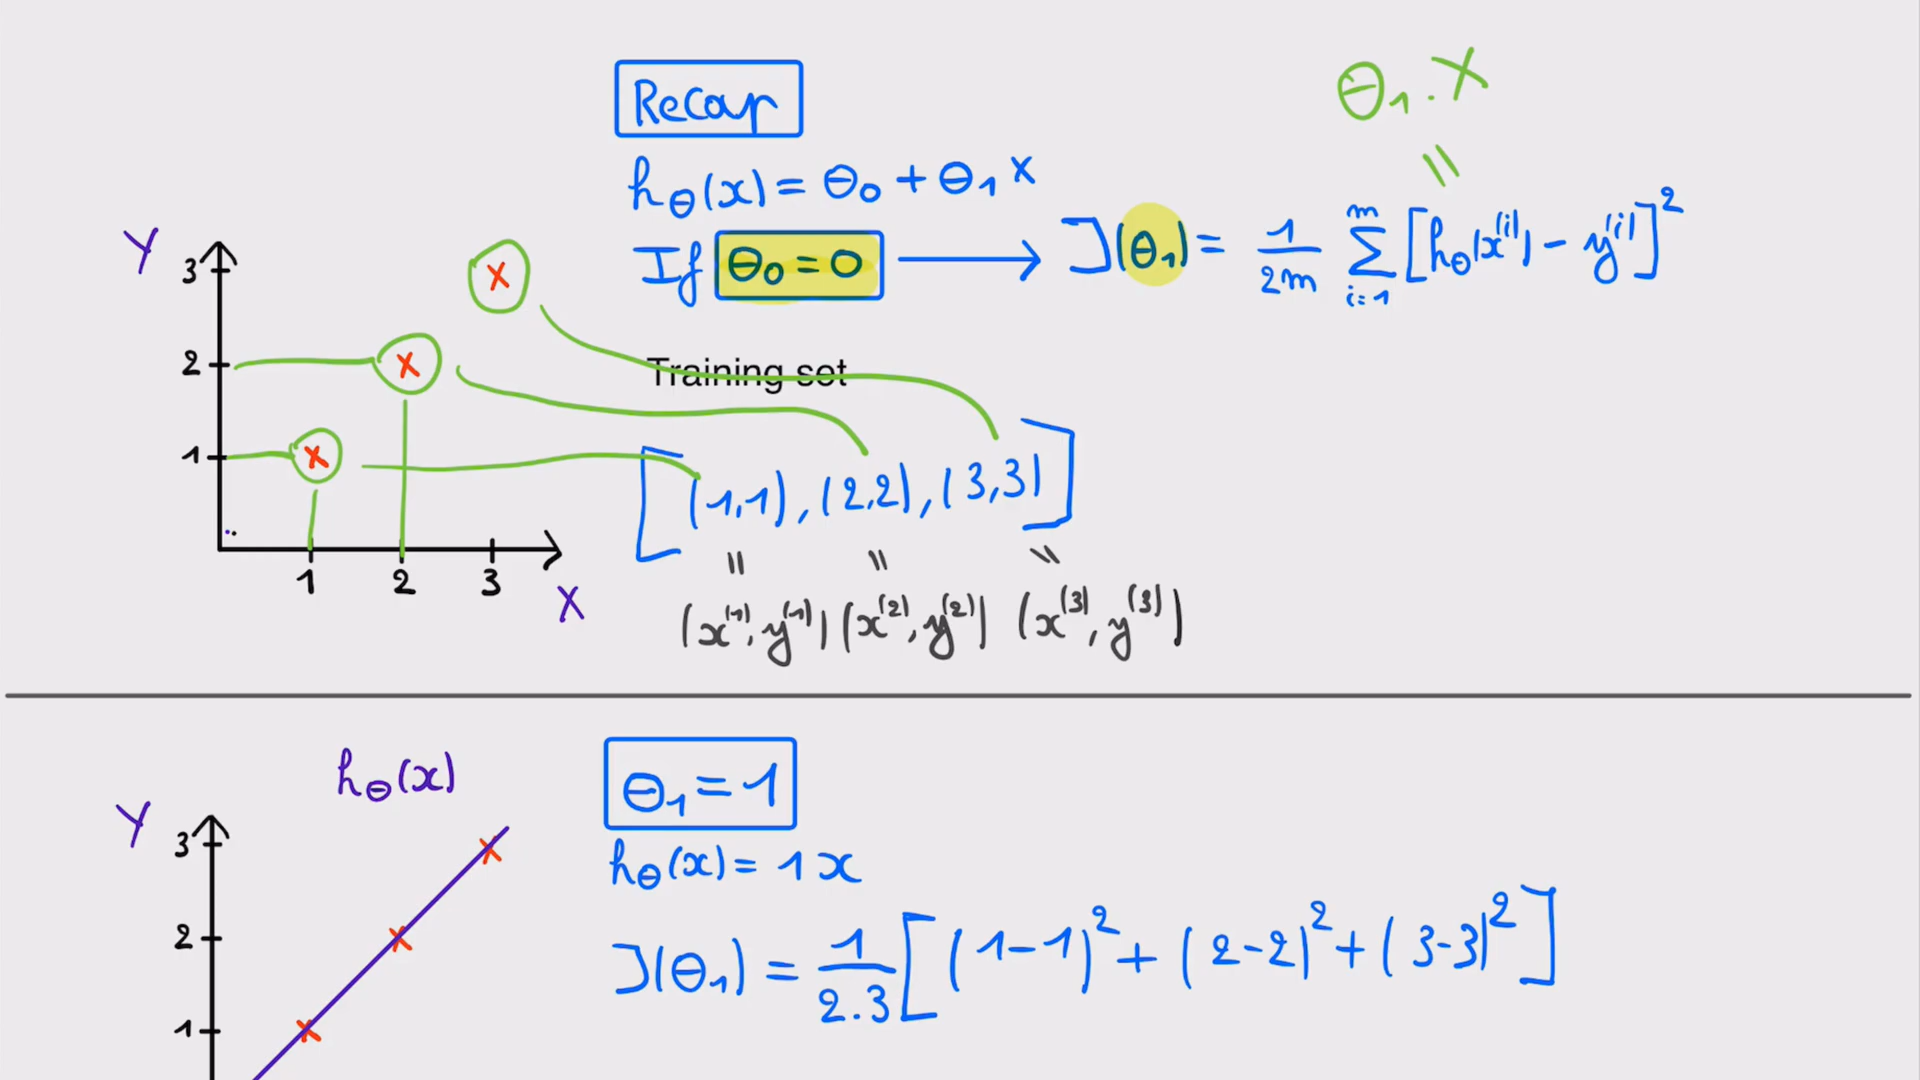 Recap
θ₁.X
=
h_θ(x) = θ₀ + θ₁ x
If θ₀ = 0 → J(θ₁) = 1/2m Σ_{i=1}^{m} [h_θ(x⁽ⁱ⁾) - y⁽ⁱ⁾]²
Y
3
2
1
1 2 3
X
Training set
[(1,1), (2,2), (3,3)]
= = =
(x⁽¹⁾, y⁽¹⁾) (x⁽²⁾, y⁽²⁾) (x⁽³⁾, y⁽³⁾)
h_θ(x)
Y
3
2
1
θ₁ = 1
h_θ(x) = 1x
J(θ₁) = 1/2.3 [(1-1)² + (2-2)² + (3-3)²]